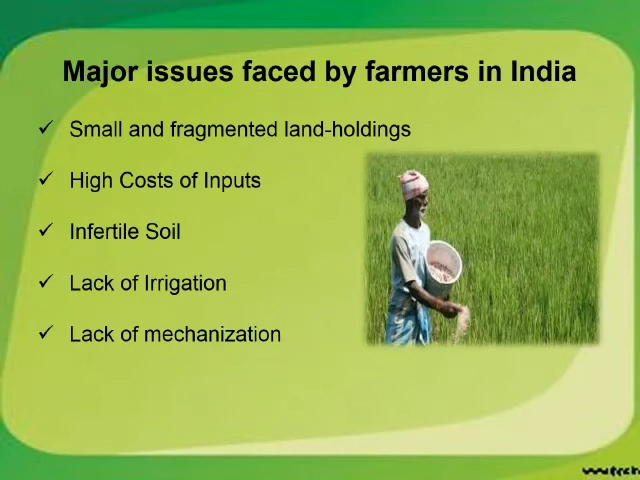 Major issues faced by farmers in India
Small and fragmented land-holdings
High Costs of Inputs
Infertile Soil
Lack of Irrigation
Lack of mechanization